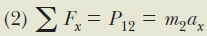 (2) ∑ Fₓ = P₁₂ = m₂aₓ